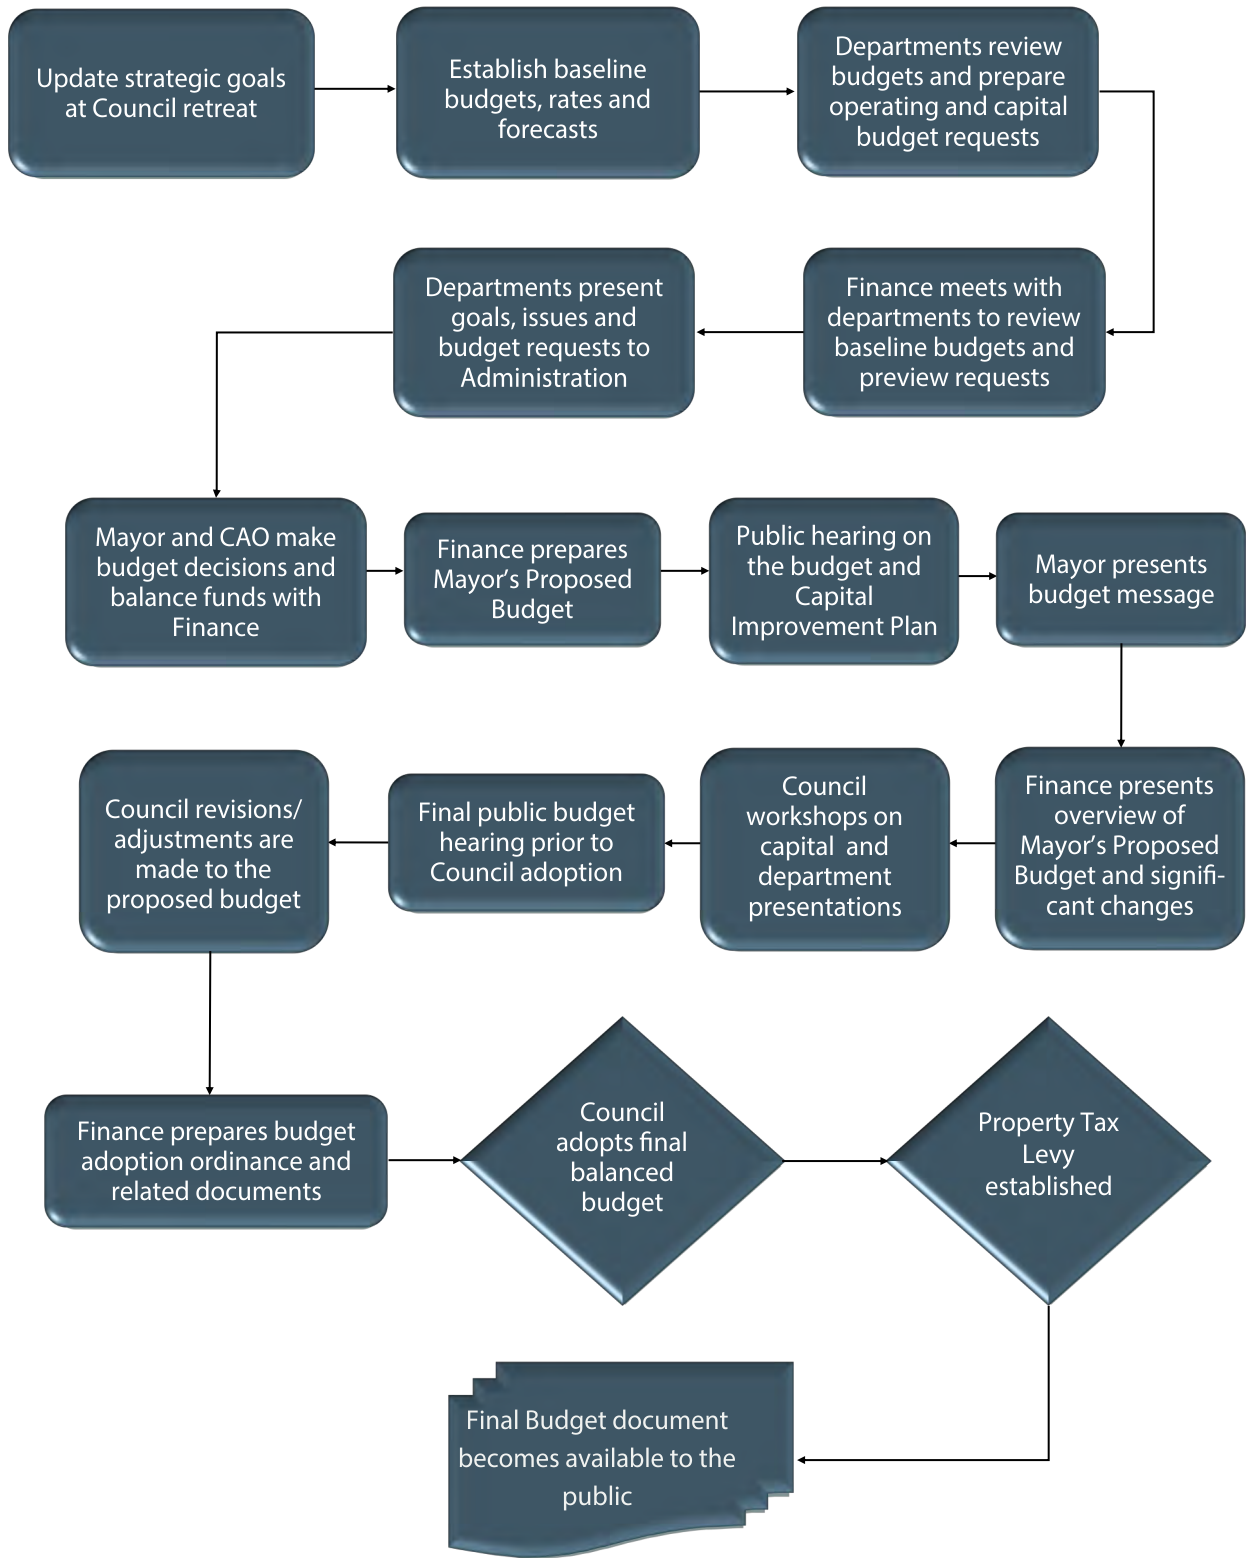 Update strategic goals
at Council retreat
Establish baseline
budgets, rates and
forecasts
Departments review
budgets and prepare
operating and capital
budget requests
Finance meets with
departments to review
baseline budgets and
preview requests
Departments present
goals, issues and
budget requests to
Administration
Mayor and CAO make
budget decisions and
balance funds with
Finance
Finance prepares
Mayor’s Proposed
Budget
Public hearing on
the budget and
Capital
Improvement Plan
Mayor presents
budget message
Finance presents
overview of
Mayor’s Proposed
Budget and signifi-
cant changes
Council
workshops on
capital and
department
presentations
Final public budget
hearing prior to
Council adoption
Council revisions/
adjustments are
made to the
proposed budget
Finance prepares budget
adoption ordinance and
related documents
Council
adopts final
balanced
budget
Property Tax
Levy
established
Final Budget document
becomes available to the
public